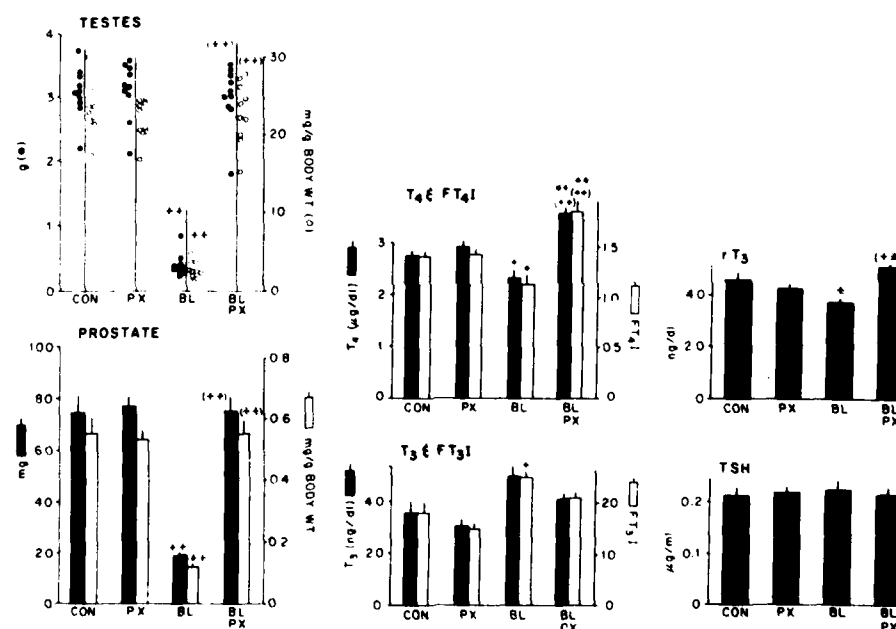 TESTES
4
3
2
1
0
g(●)
30
20
10
0
mg/g BODY WT (○)
++
++
(++)
(++)
CON PX BL BL PX
PROSTATE
100
80
60
40
20
0
mg
0.8
0.6
0.4
0.2
0
mg/g BODY WT
++
++
(++)
(++)
CON PX BL BL PX
T4 & FT4I
3
2
1
0
T4 (μg/dl)
1.5
1.0
0.5
0
FT4I
+ +
++
(++)
++
(++)
CON PX BL BL PX
T3 & FT3I
40
20
0
T3 (ng/dl)
20
10
0
FT3I
+
CON PX BL BL PX
rT3
4.0
2.0
0
ng/dl
CON PX BL BL PX
TSH
0.2
0.1
0
μg/ml
CON PX BL BL PX